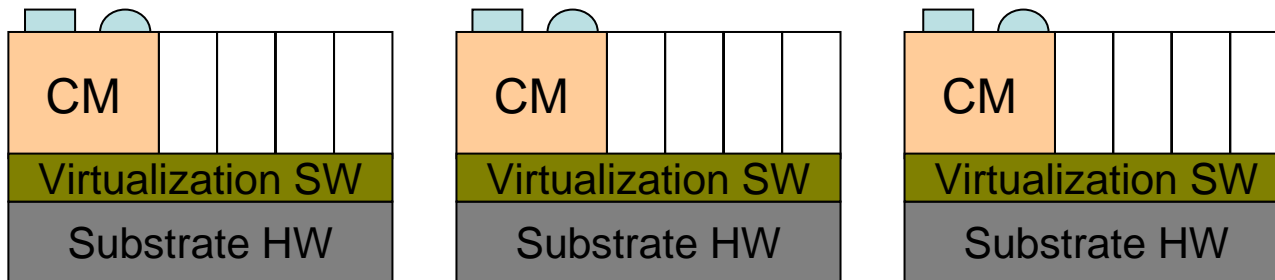 CM CM CM
Virtualization SW Virtualization SW Virtualization SW
Substrate HW Substrate HW Substrate HW